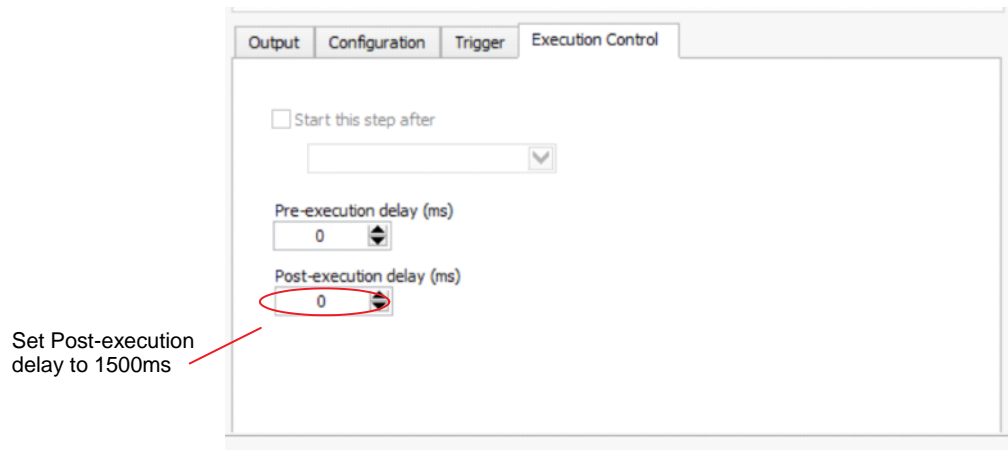 Output Configuration Trigger Execution Control
Start this step after
Pre-execution delay (ms)
0
Post-execution delay (ms)
0
Set Post-execution
delay to 1500ms